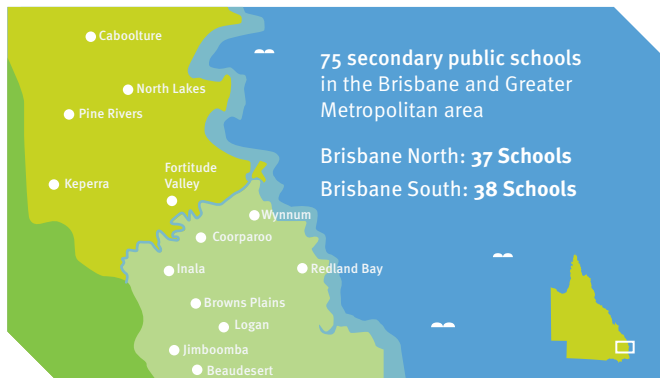 Caboolture
North Lakes
Pine Rivers
Keperra
Fortitude
Valley
Wynnum
Coorparoo
Inala
Redland Bay
Browns Plains
Logan
Jimboomba
Beaudesert
75 secondary public schools
in the Brisbane and Greater
Metropolitan area
Brisbane North: 37 Schools
Brisbane South: 38 Schools